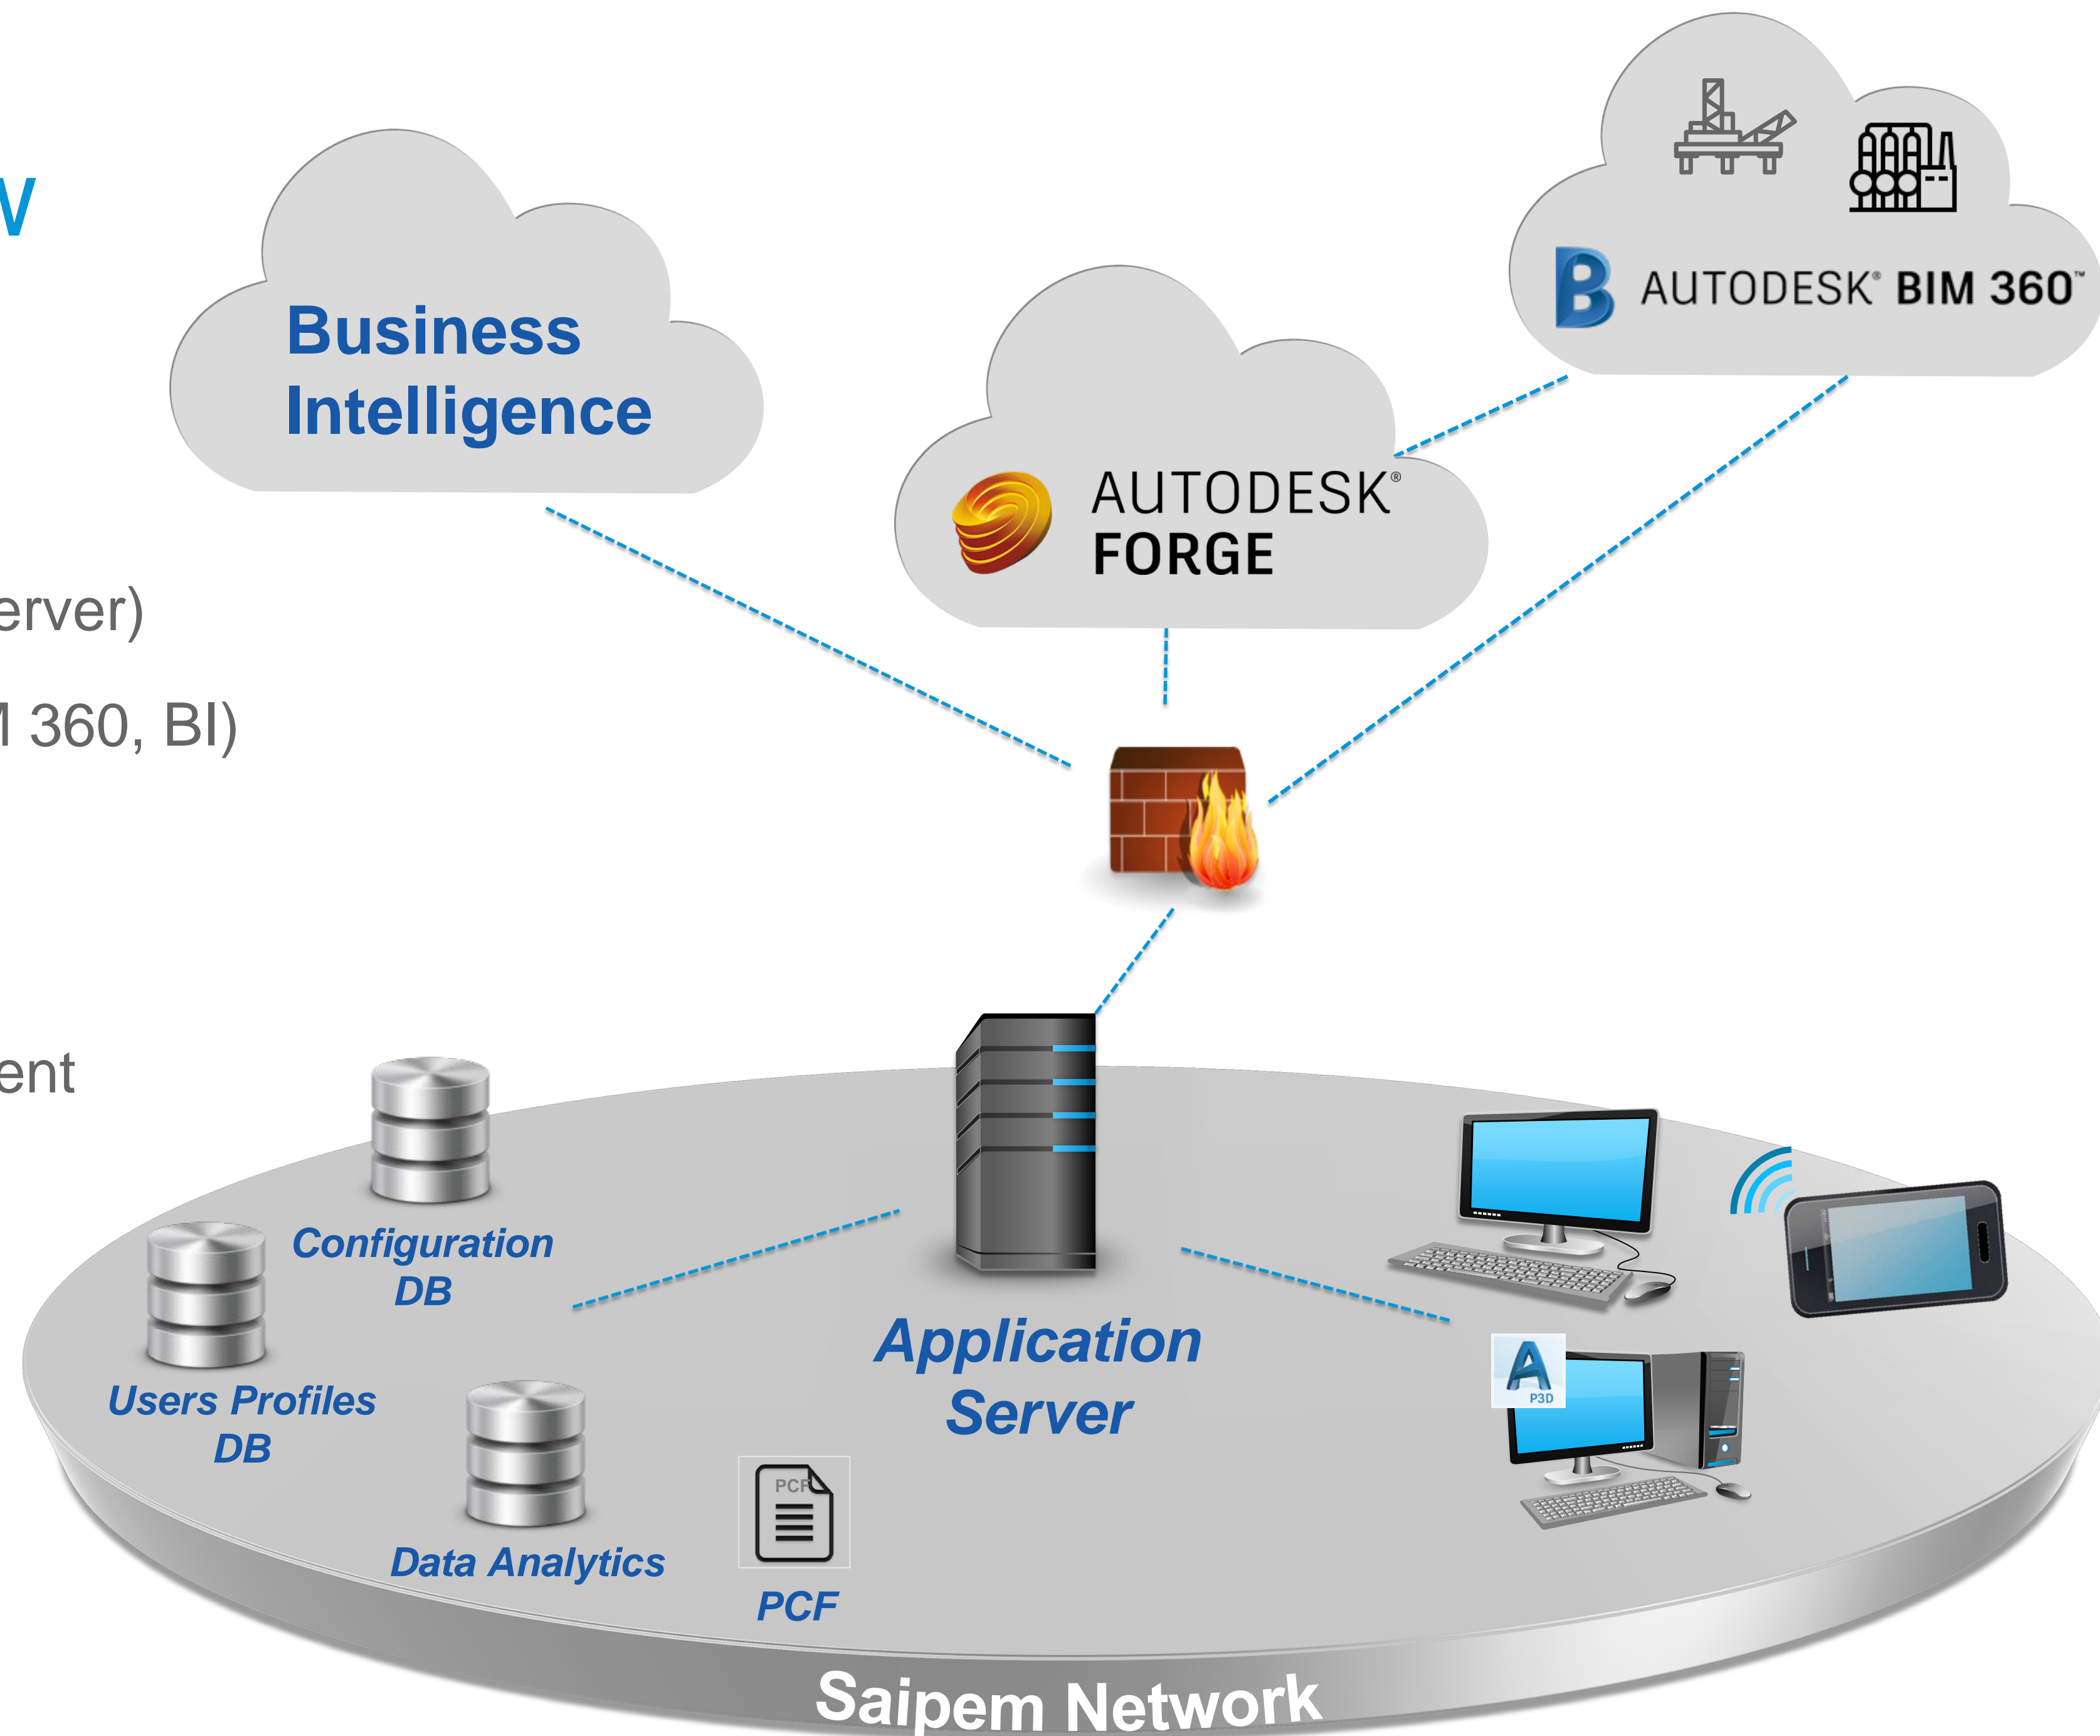 W
Business
Intelligence
AUTODESK® BIM 360™
AUTODESK®
FORGE
erver)
M 360, BI)
ent
Configuration
DB
Users Profiles
DB
Application
Server
P3D
Data Analytics
PCF
PCF
Saipem Network